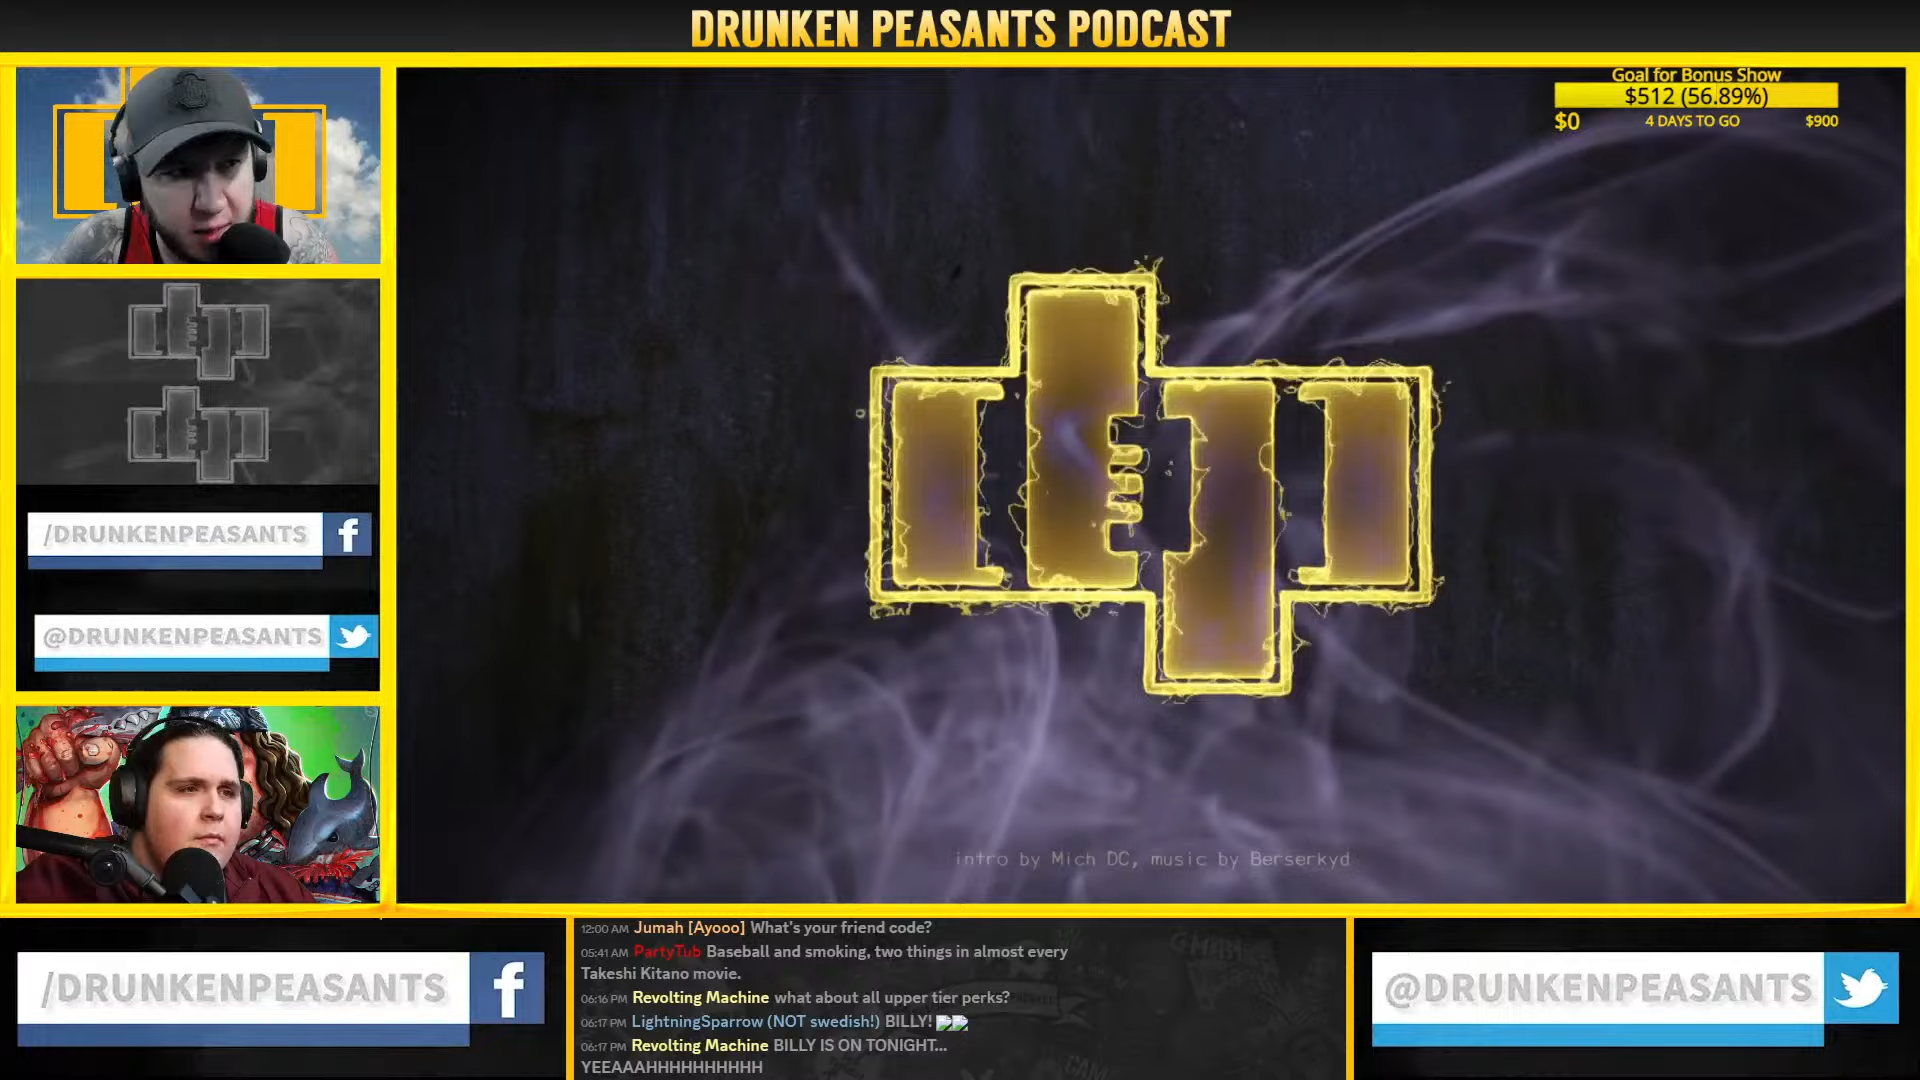 DRUNKEN PEASANTS PODCAST
Goal for Bonus Show
$512 (56.89%)
$0 4 DAYS TO GO $900
/DRUNKENPEASANTS f
@DRUNKENPEASANTS
intro by Mich DC, music by Berserkyd
12:00 AM Jumah [Ayooo] What's your friend code?
05:41 AM PartyTub Baseball and smoking, two things in almost every
Takeshi Kitano movie.
06:16 PM Revolting Machine what about all upper tier perks?
06:17 PM LightningSparrow (NOT swedish!) BILLY!
06:17 PM Revolting Machine BILLY IS ON TONIGHT...
YEEAAAHHHHHHHHHH
/DRUNKENPEASANTS f
@DRUNKENPEASANTS